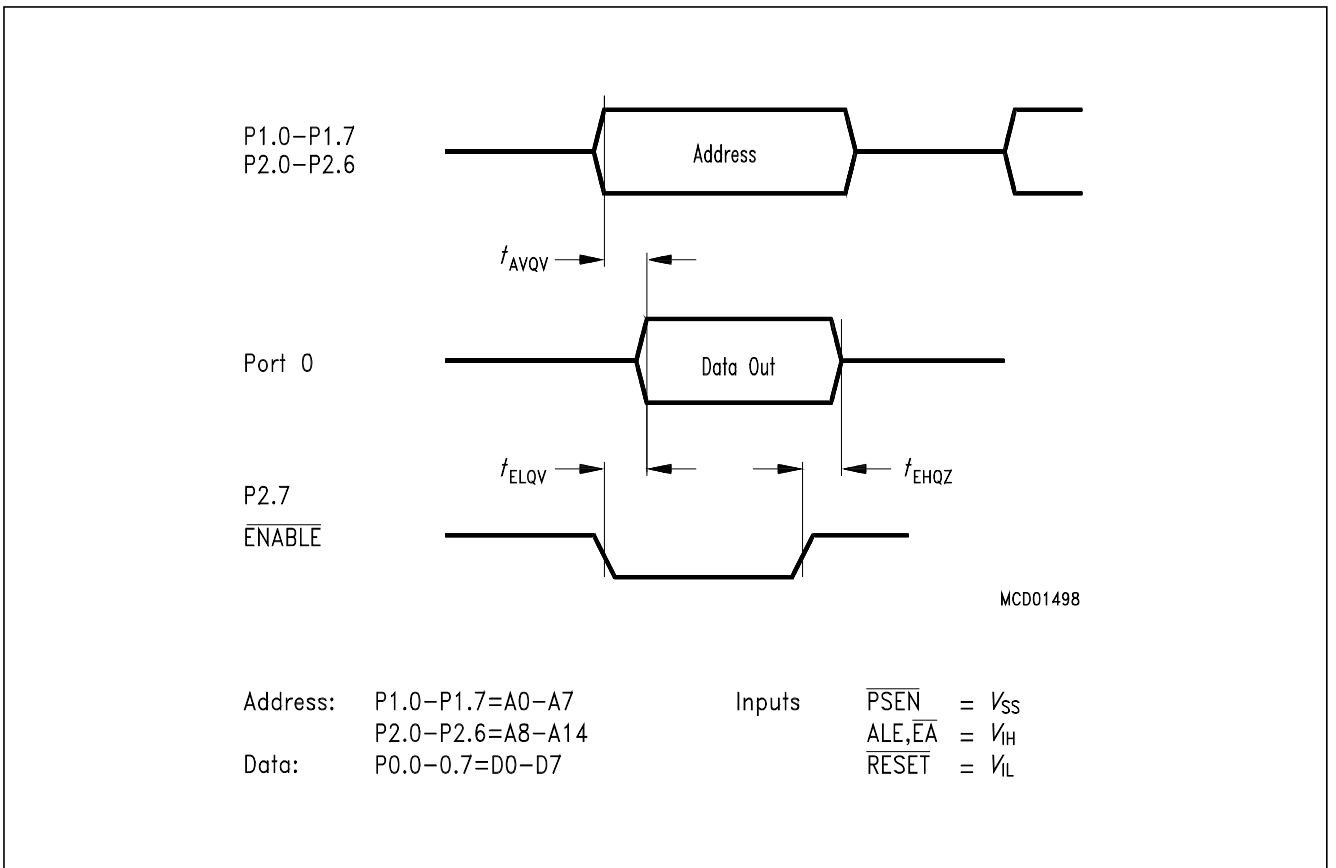 P1.0–P1.7
P2.0–P2.6
Address
tAVQV
Port 0
Data Out
tELQV
tEHQZ
P2.7
ENABLE
MCD01498
Address: P1.0–P1.7=A0–A7
P2.0–P2.6=A8–A14
Data: P0.0–0.7=D0–D7
Inputs PSEN = VSS
ALE,EA = VIH
RESET = VIL